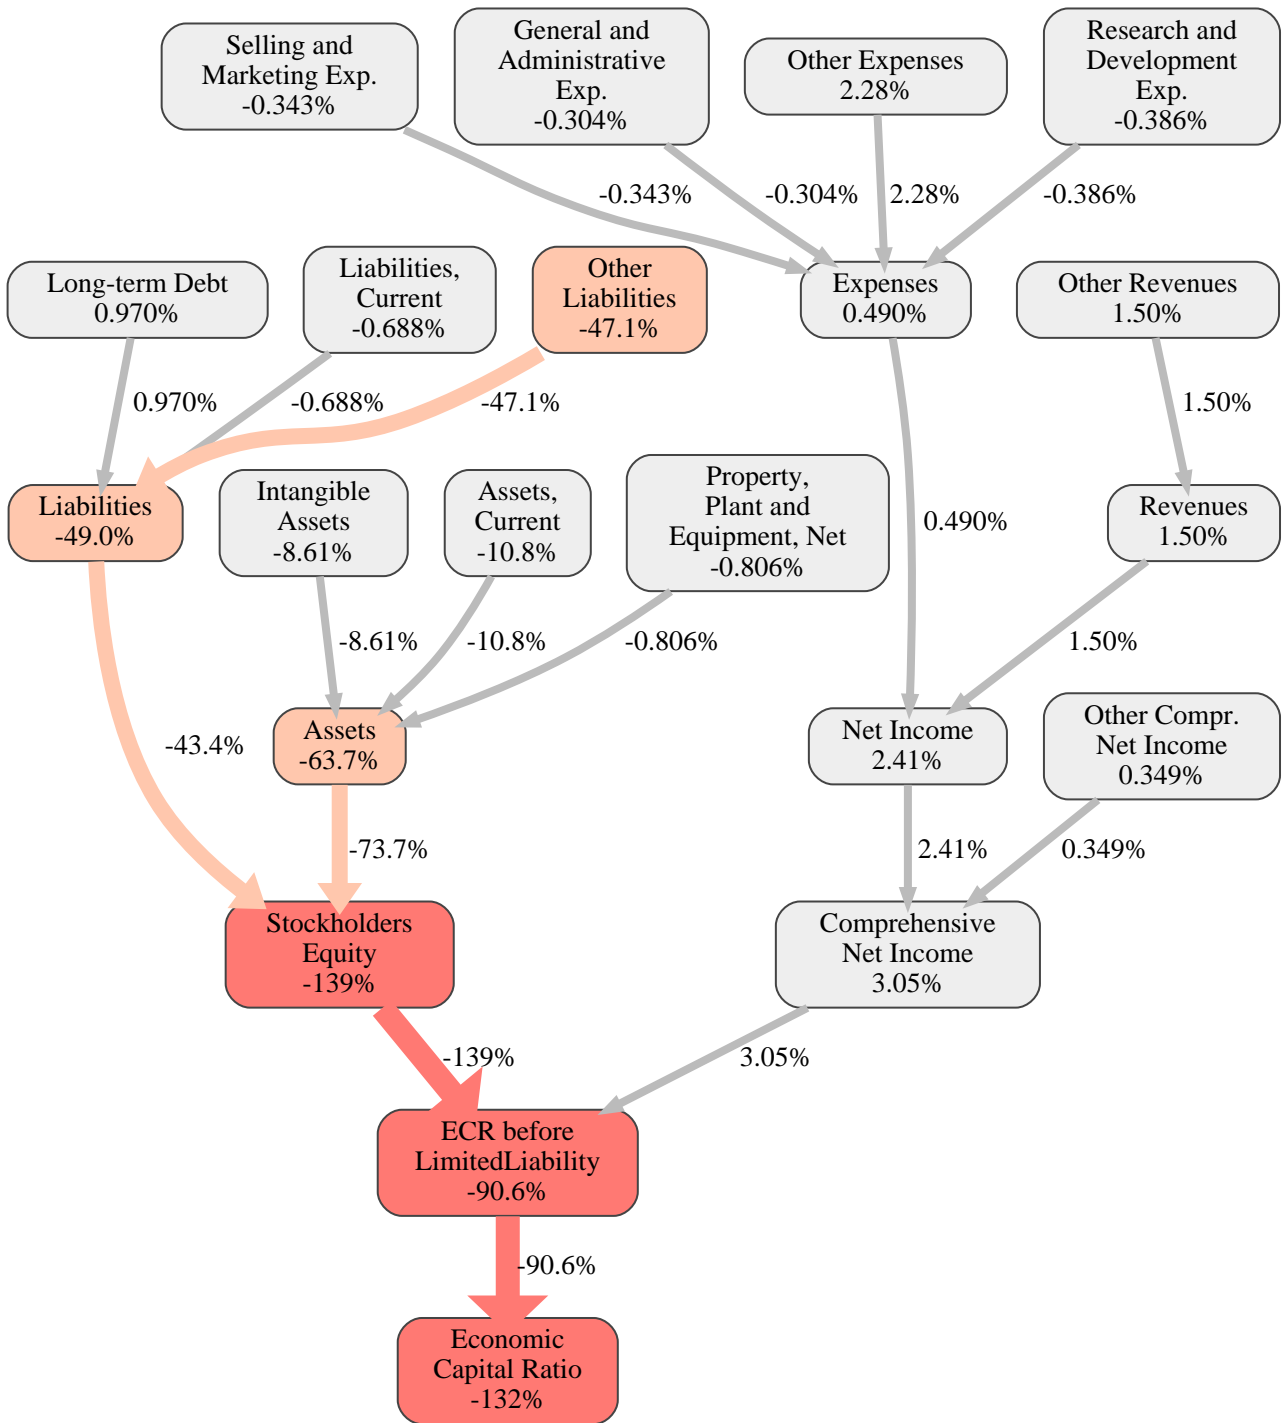 Selling and
Marketing Exp.
-0.343%
General and
Administrative
Exp.
-0.304%
Other Expenses
2.28%
Research and
Development
Exp.
-0.386%
-0.343%
-0.304%
2.28%
-0.386%
Long-term Debt
0.970%
Liabilities,
Current
-0.688%
Other
Liabilities
-47.1%
Expenses
0.490%
Other Revenues
1.50%
0.970%
-0.688%
-47.1%
1.50%
Liabilities
-49.0%
Intangible
Assets
-8.61%
Assets,
Current
-10.8%
Property,
Plant and
Equipment, Net
-0.806%
0.490%
Revenues
1.50%
-8.61%
-10.8%
-0.806%
1.50%
-43.4%
Assets
-63.7%
Net Income
2.41%
Other Compr.
Net Income
0.349%
-73.7%
2.41%
0.349%
Stockholders
Equity
-139%
Comprehensive
Net Income
3.05%
-139%
3.05%
ECR before
LimitedLiability
-90.6%
-90.6%
Economic
Capital Ratio
-132%